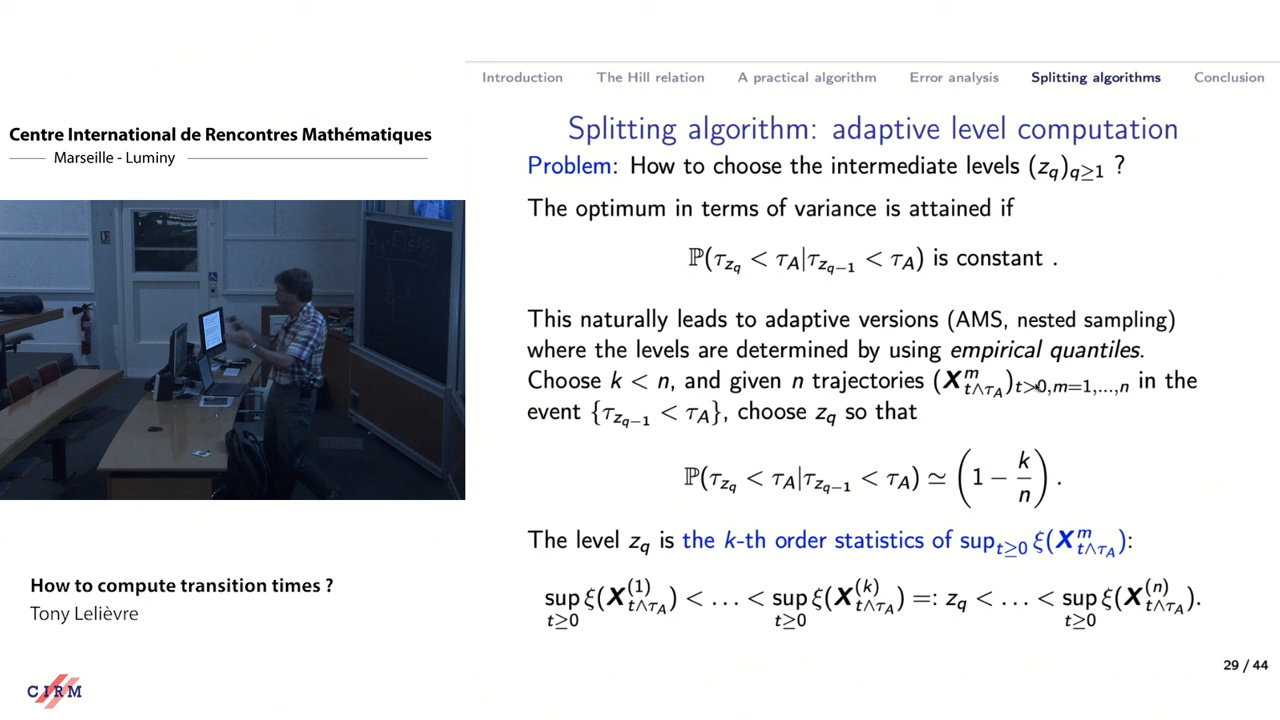 Centre International de Rencontres Mathématiques
Marseille - Luminy
How to compute transition times ?
Tony Lelièvre
CIRM
Introduction The Hill relation A practical algorithm Error analysis Splitting algorithms Conclusion
Splitting algorithm: adaptive level computation
Problem: How to choose the intermediate levels (z_q)_{q≥1} ?
The optimum in terms of variance is attained if
ℙ(τ_{z_q} < τ_A|τ_{z_{q−1}} < τ_A) is constant .
This naturally leads to adaptive versions (AMS, nested sampling)
where the levels are determined by using empirical quantiles.
Choose k < n, and given n trajectories (X^m_{t∧τ_A})_{t>0,m=1,...,n} in the
event {τ_{z_{q−1}} < τ_A}, choose z_q so that
ℙ(τ_{z_q} < τ_A|τ_{z_{q−1}} < τ_A) ≃ (1 − k/n) .
The level z_q is the k-th order statistics of sup_{t≥0} ξ(X^m_{t∧τ_A}):
sup_{t≥0} ξ(X^{(1)}_{t∧τ_A}) < … < sup_{t≥0} ξ(X^{(k)}_{t∧τ_A}) =: z_q < … < sup_{t≥0} ξ(X^{(n)}_{t∧τ_A}).
29 / 44